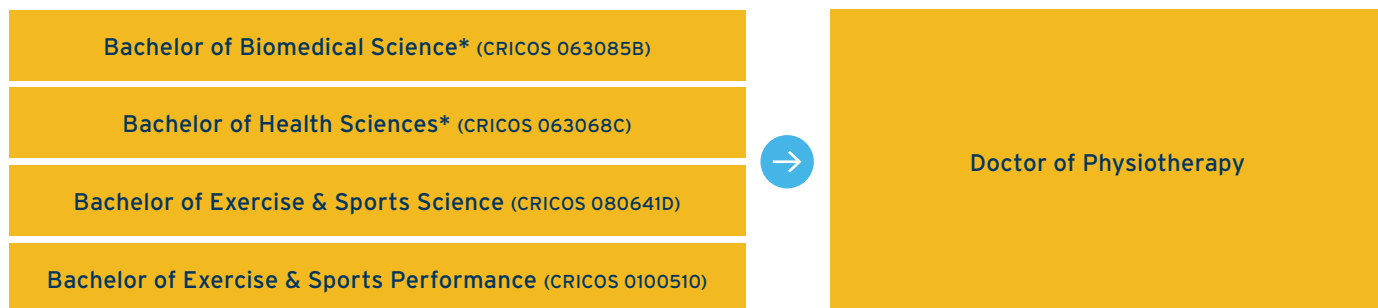 Bachelor of Biomedical Science* (CRICOS 063085B)
Bachelor of Health Sciences* (CRICOS 063068C)
Bachelor of Exercise & Sports Science (CRICOS 080641D)
Bachelor of Exercise & Sports Performance (CRICOS 0100510)
Doctor of Physiotherapy